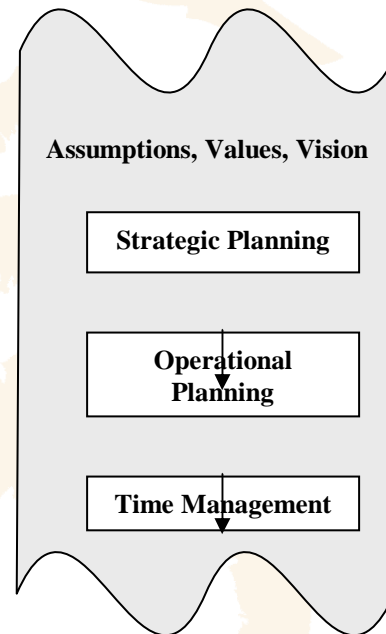 Assumptions, Values, Vision
Strategic Planning
Operational
Planning
Time Management